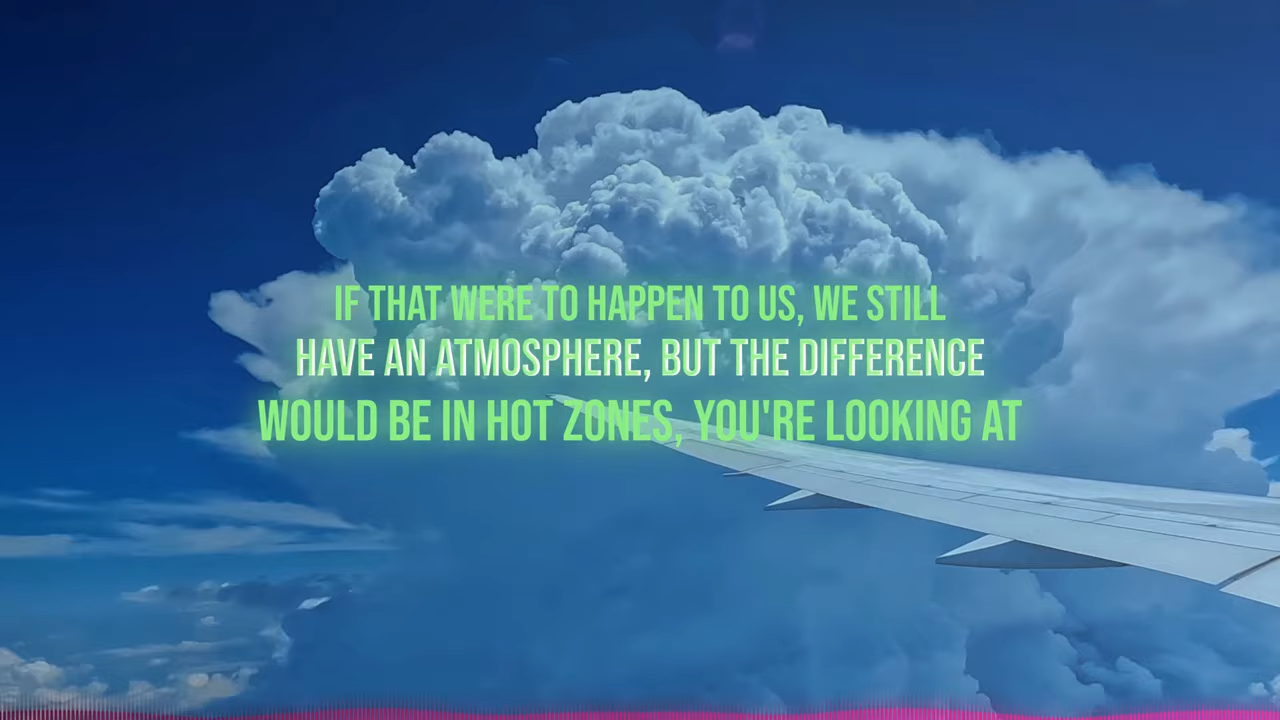 IF THAT WERE TO HAPPEN TO US, WE STILL
HAVE AN ATMOSPHERE, BUT THE DIFFERENCE
WOULD BE IN HOT ZONES, YOU'RE LOOKING AT